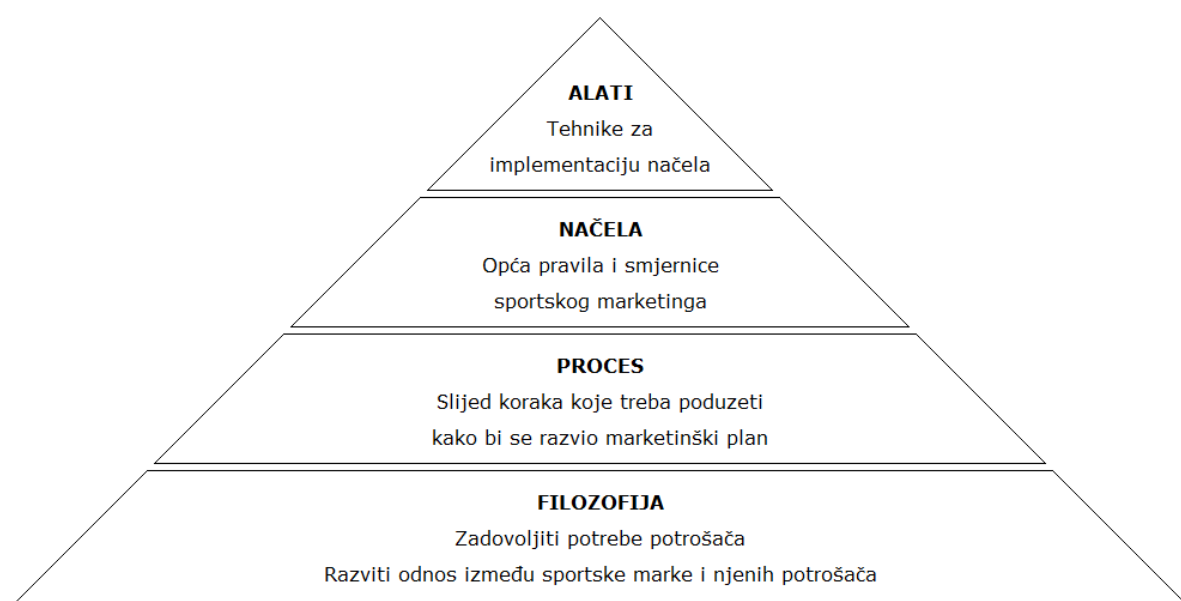 ALATI
Tehnike za
implementaciju načela
NAČELA
Opća pravila i smjernice
sportskog marketinga
PROCES
Slijed koraka koje treba poduzeti
kako bi se razvio marketinški plan
FILOZOFIJA
Zadovoljiti potrebe potrošača
Razviti odnos između sportske marke i njenih potrošača